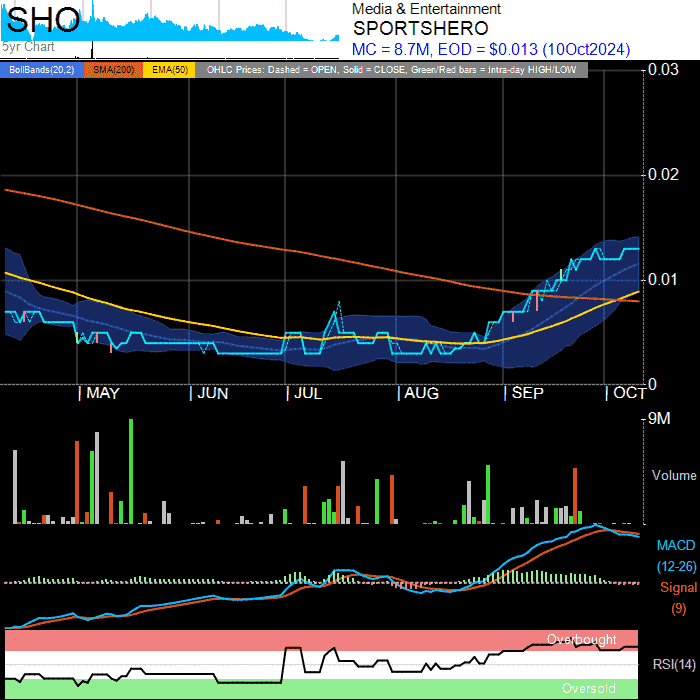 SHO
5yr Chart
Media & Entertainment
SPORTSHERO
MC = 8.7M, EOD = $0.013 (10Oct2024)
BollBands(20,2) SMA(200) EMA(50) OHLC Prices: Dashed = OPEN, Solid = CLOSE, Green/Red bars = Intra-day HIGH/LOW
0.03
0.02
0.01
0
| MAY | JUN | JUL | AUG | SEP | OCT
9M
Volume
MACD
(12-26)
Signal
(9)
Overbought
RSI(14)
Oversold